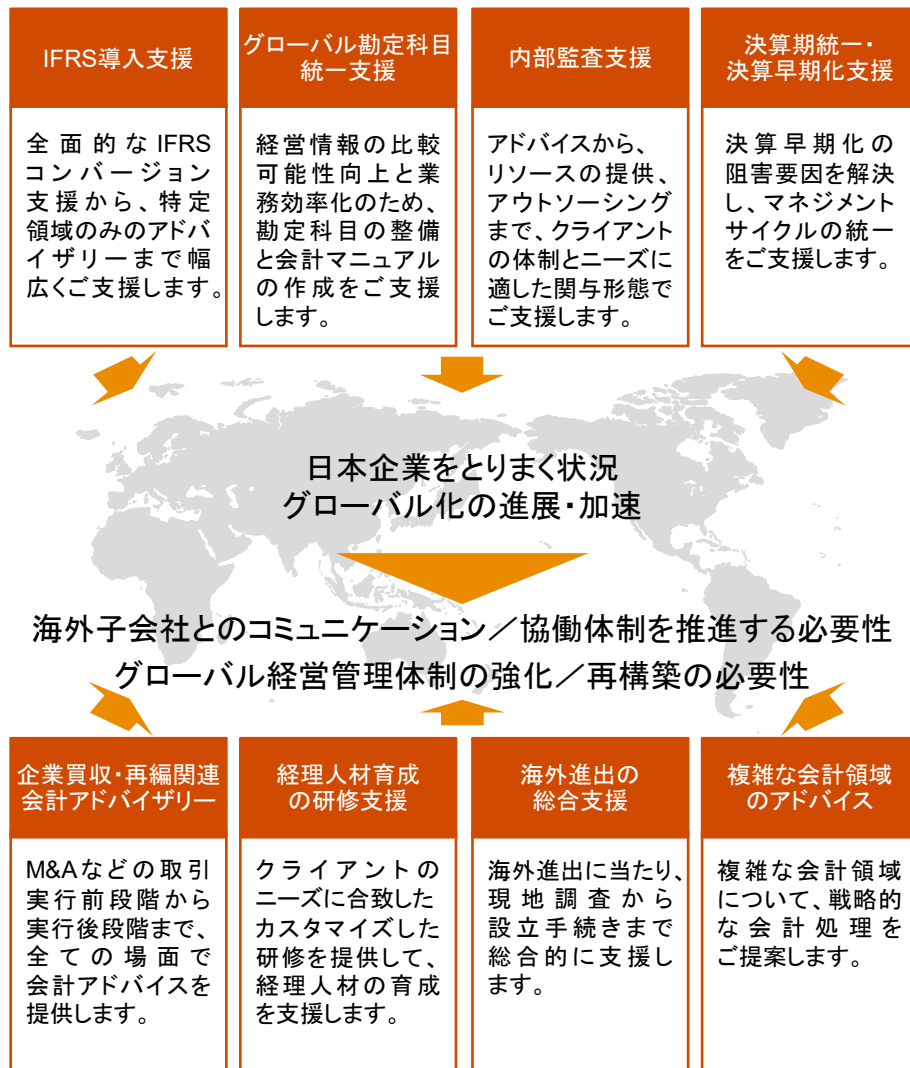 IFRS導入支援
全面的なIFRS
コンバージョン
支援から、特定
領域のみのアドバ
イザリーまで幅
広くご支援します。
グローバル勘定科目
統一支援
経営情報の比較
可能性向上と業
務効率化のため、
勘定科目の整備
と会計マニュアル
の作成をご支援
します。
内部監査支援
アドバイスから、
リソースの提供、
アウトソーシング
まで、クライアント
の体制とニーズに
適した関与形態で
ご支援します。
決算期統一・
決算早期化支援
決算早期化の
阻害要因を解決
し、マネジメント
サイクルの統一
をご支援します。
日本企業をとりまく状況
グローバル化の進展・加速
海外子会社とのコミュニケーション／協働体制を推進する必要性
グローバル経営管理体制の強化／再構築の必要性
企業買収・再編関連
会計アドバイザリー
M&Aなどの取引
実行前段階から
実行後段階まで、
全ての場面で
会計アドバイスを
提供します。
経理人材育成
の研修支援
クライアントの
ニーズに合致した
カスタマイズした
研修を提供して、
経理人材の育成
を支援します。
海外進出の
総合支援
海外進出に当たり、
現地調査から
設立手続きまで
総合的に支援し
ます。
複雑な会計領域
のアドバイス
複雑な会計領域
について、戦略的
な会計処理を
ご提案します。